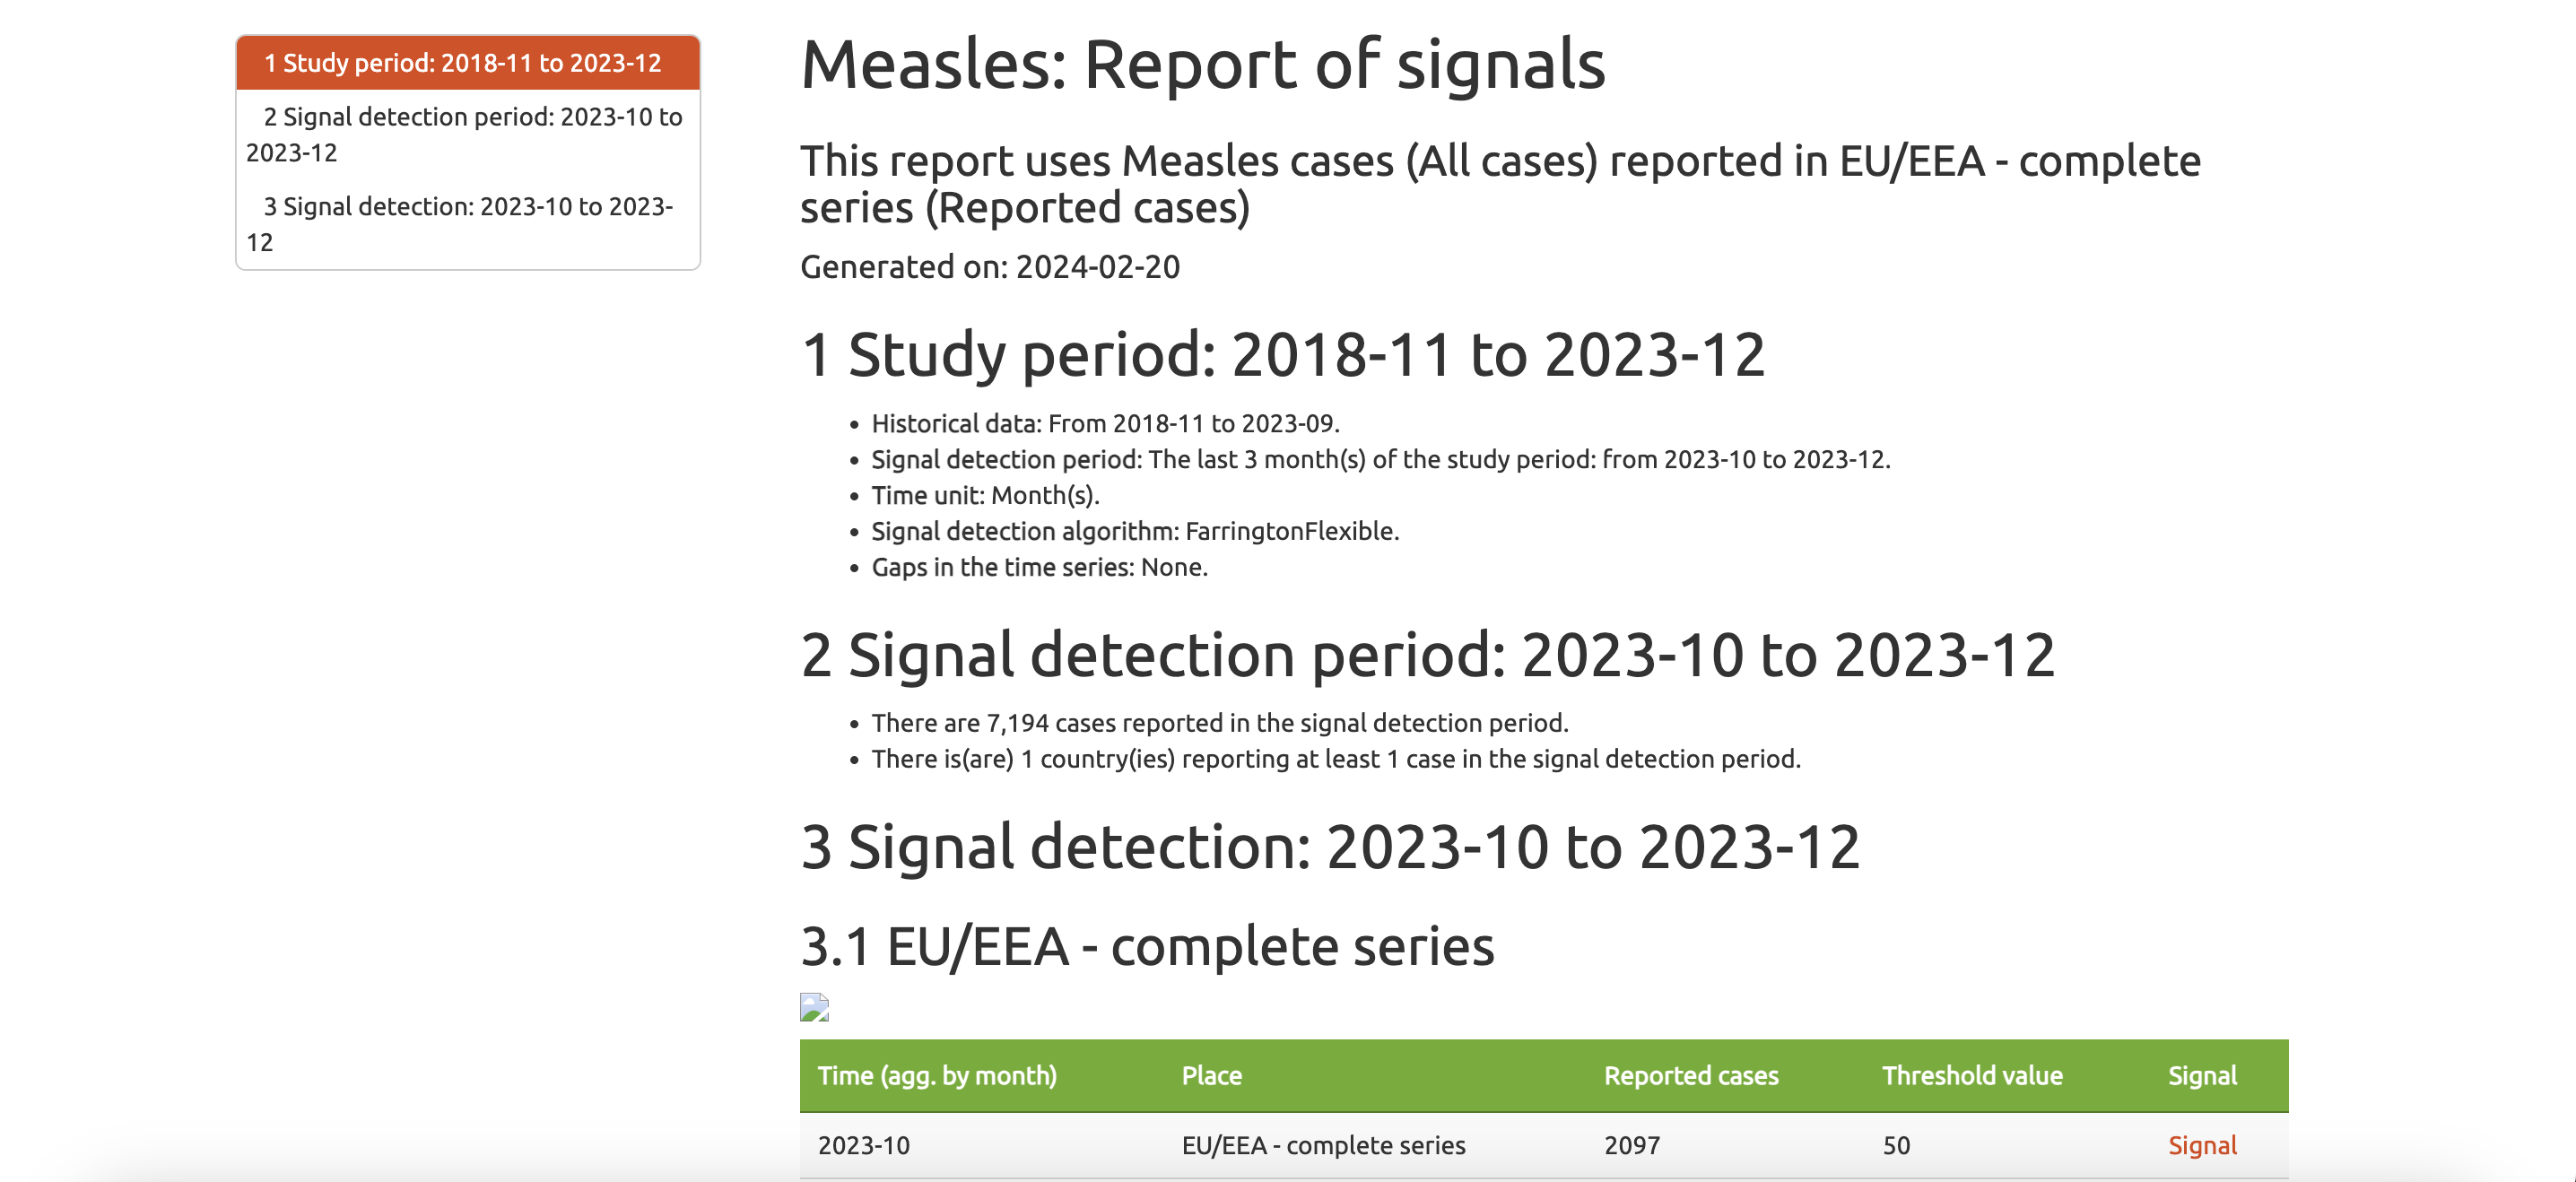 1 Study period: 2018-11 to 2023-12
2 Signal detection period: 2023-10 to
2023-12
3 Signal detection: 2023-10 to 2023-
12
Measles: Report of signals
This report uses Measles cases (All cases) reported in EU/EEA - complete
series (Reported cases)
Generated on: 2024-02-20
1 Study period: 2018-11 to 2023-12
• Historical data: From 2018-11 to 2023-09.
• Signal detection period: The last 3 month(s) of the study period: from 2023-10 to 2023-12.
• Time unit: Month(s).
• Signal detection algorithm: FarringtonFlexible.
• Gaps in the time series: None.
2 Signal detection period: 2023-10 to 2023-12
• There are 7,194 cases reported in the signal detection period.
• There is(are) 1 country(ies) reporting at least 1 case in the signal detection period.
3 Signal detection: 2023-10 to 2023-12
3.1 EU/EEA - complete series
Time (agg. by month) Place Reported cases Threshold value Signal
2023-10 EU/EEA - complete series 2097 50 Signal